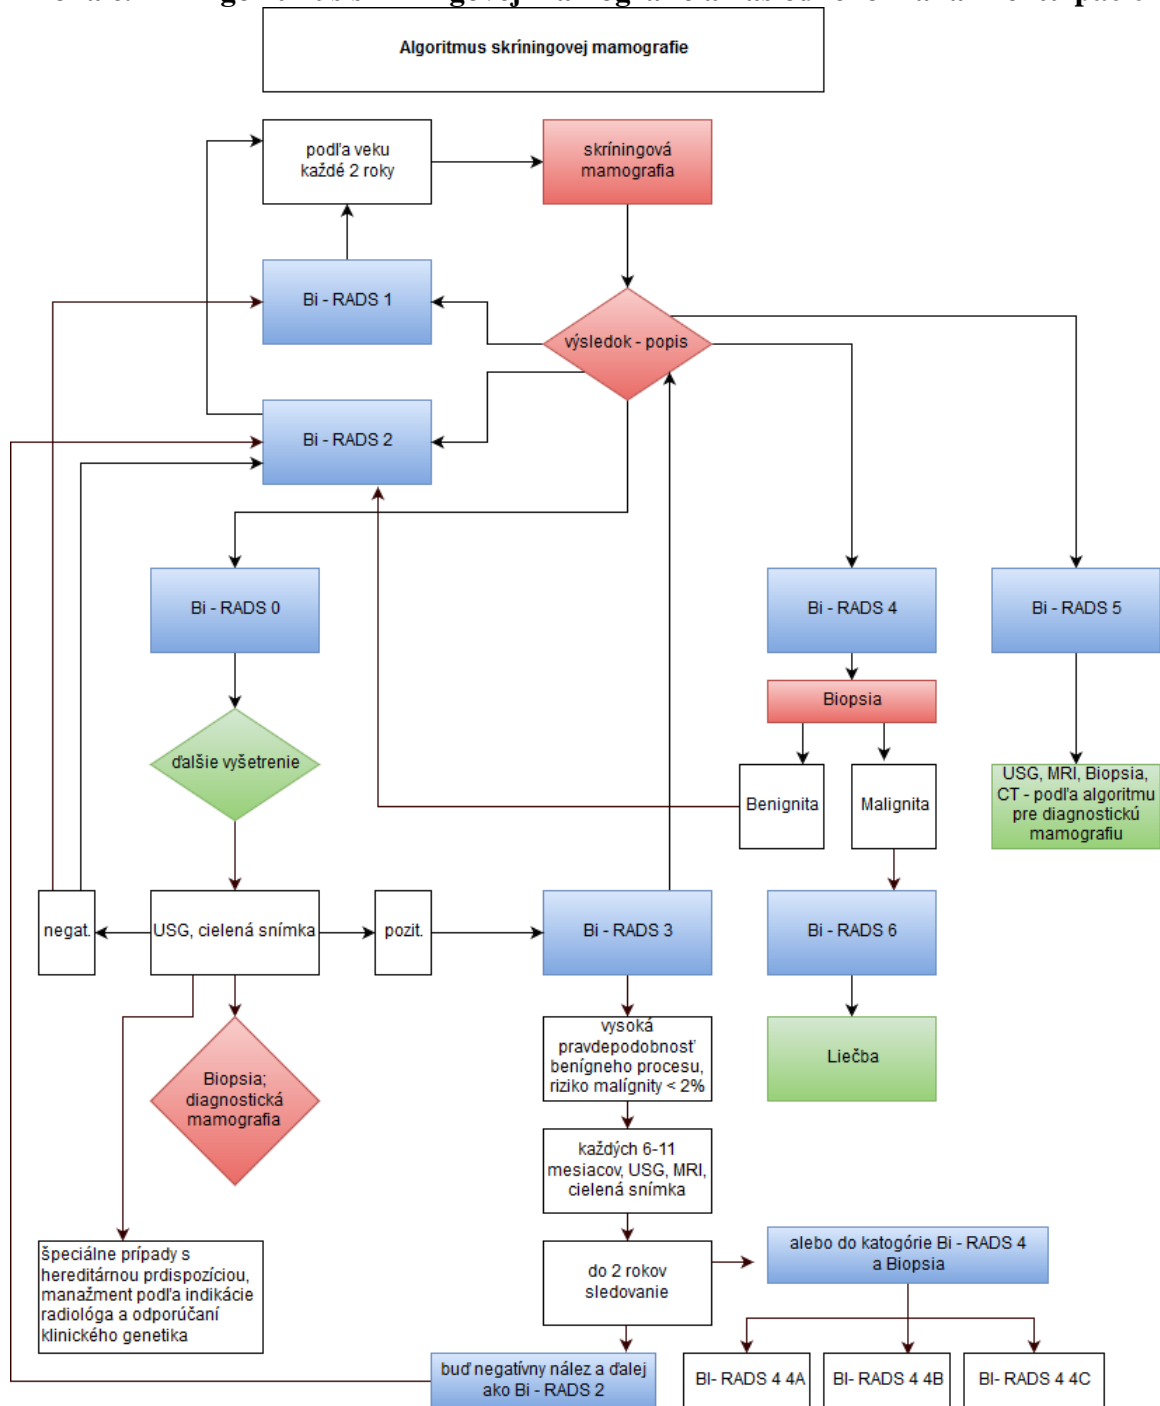 Algoritmus skríningovej mamografie
podľa veku
každé 2 roky
skríningová
mamografia
Bi - RADS 1
výsledok - popis
Bi - RADS 2
Bi - RADS 0
Bi - RADS 4
Bi - RADS 5
Biopsia
ďalšie vyšetrenie
Benignita
Malignita
USG, MRI, Biopsia,
CT - podľa algoritmu
pre diagnostickú
mamografiu
negat.
USG, cielená snímka
pozit.
Bi - RADS 3
Bi - RADS 6
vysoká
pravdepodobnosť
benígneho procesu,
riziko malígnity < 2%
Liečba
Biopsia;
diagnostická
mamografia
každých 6-11
mesiacov, USG, MRI,
cielená snímka
špeciálne prípady s
hereditárnou prdispozíciou,
manažment podľa indikácie
radiológa a odporúčaní
klinického genetika
do 2 rokov
sledovanie
alebo do katogórie Bi - RADS 4
a Biopsia
buď negatívny nález a ďalej
ako Bi - RADS 2
BI- RADS 4 4A
BI- RADS 4 4B
BI- RADS 4 4C